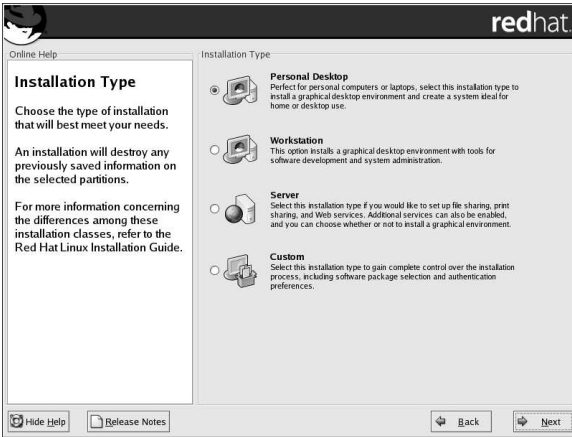 redhat.
Online Help
Installation Type
Choose the type of installation
that will best meet your needs.
An installation will destroy any
previously saved information on
the selected partitions.
For more information concerning
the differences among these
installation classes, refer to the
Red Hat Linux Installation Guide.
Installation Type
Personal Desktop
Perfect for personal computers or laptops, select this installation type to
install a graphical desktop environment and create a system ideal for
home or desktop use.
Workstation
This option installs a graphical desktop environment with tools for
software development and system administration.
Server
Select this installation type if you would like to set up file sharing, print
sharing, and Web services. Additional services can also be enabled,
and you can choose whether or not to install a graphical environment.
Custom
Select this installation type to gain complete control over the installation
process, including software package selection and authentication
preferences.
Hide Help
Release Notes
Back
Next